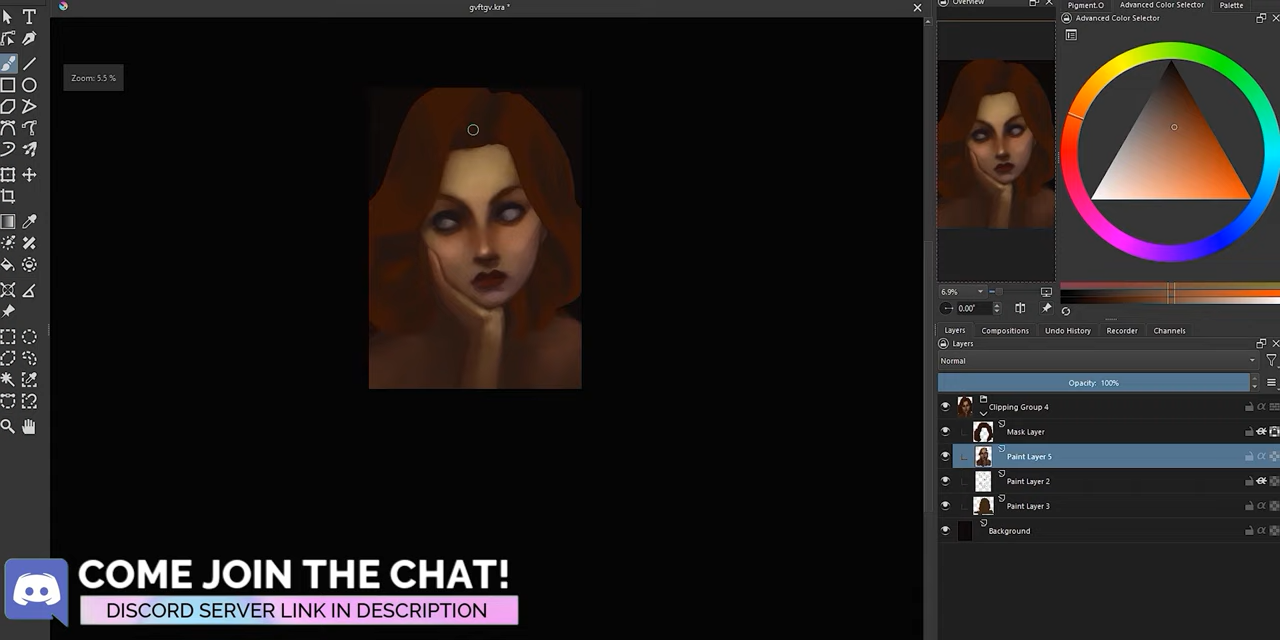 gvftgv.kra *
Overview
Pigment.O
Advanced Color Selector
Palette
Advanced Color Selector
Zoom: 5.5 %
6.9%
0.00°
Layers
Compositions
Undo History
Recorder
Channels
Layers
Normal
Opacity: 100%
Clipping Group 4
Mask Layer
Paint Layer 5
Paint Layer 2
Paint Layer 3
Background
COME JOIN THE CHAT!
DISCORD SERVER LINK IN DESCRIPTION